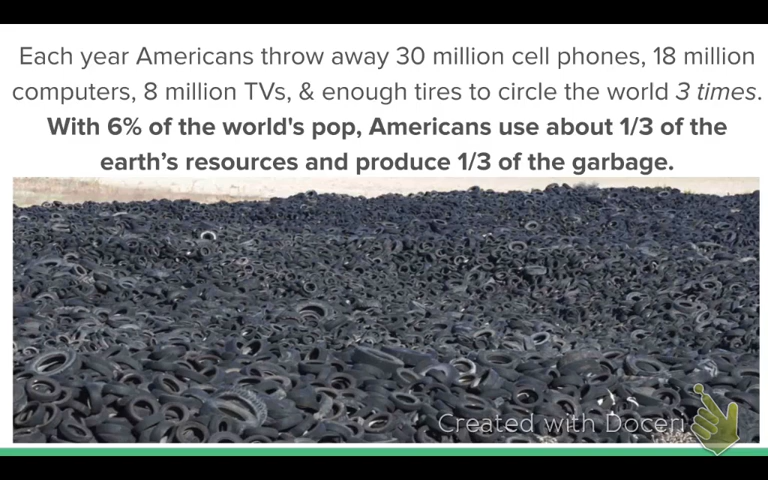 Each year Americans throw away 30 million cell phones, 18 million
computers, 8 million TVs, & enough tires to circle the world 3 times.
With 6% of the world's pop, Americans use about 1/3 of the
earth’s resources and produce 1/3 of the garbage.
Created with Doceri